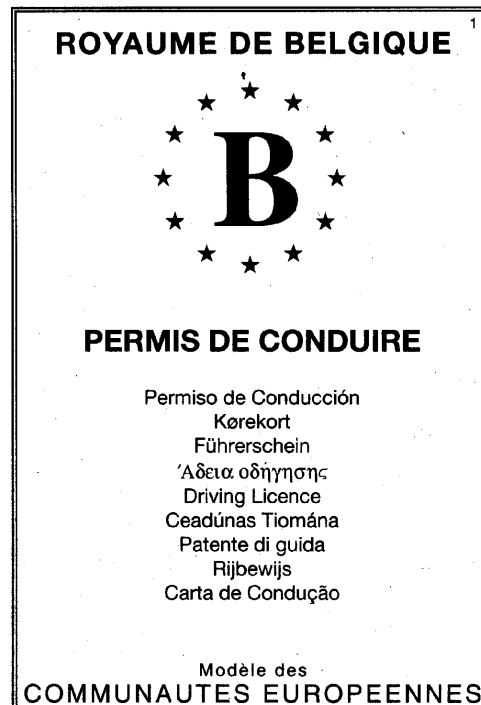 1
ROYAUME DE BELGIQUE
B
PERMIS DE CONDUIRE
Permiso de Conducción
Kørekort
Führerschein
Άδεια οδήγησης
Driving Licence
Ceadúnas Tiomána
Patente di guida
Rijbewijs
Carta de Condução
Modèle des
COMMUNAUTES EUROPEENNES